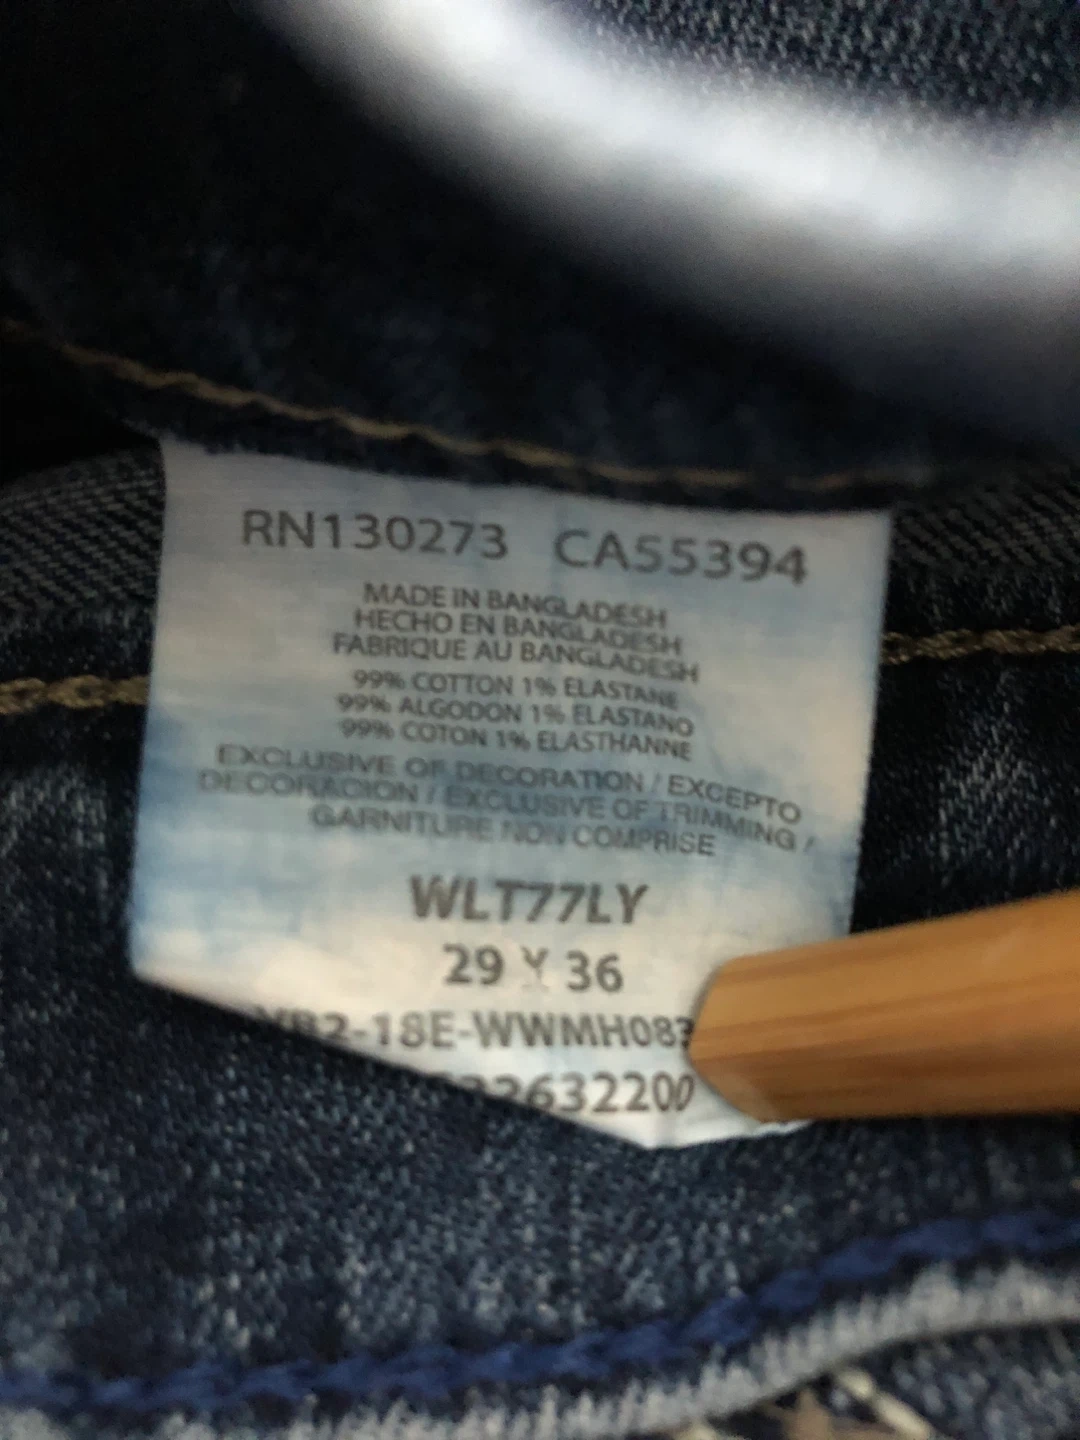 RN130273 CA55394
MADE IN BANGLADESH
HECHO EN BANGLADESH
FABRIQUE AU BANGLADESH
99% COTTON 1% ELASTANE
99% ALGODON 1% ELASTANO
99% COTON 1% ELASTHANNE
EXCLUSIVE OF DECORATION / EXCEPTO
DECORACION / EXCLUSIVE OF TRIMMING /
GARNITURE NON COMPRISE
WLT77LY
29 X 36